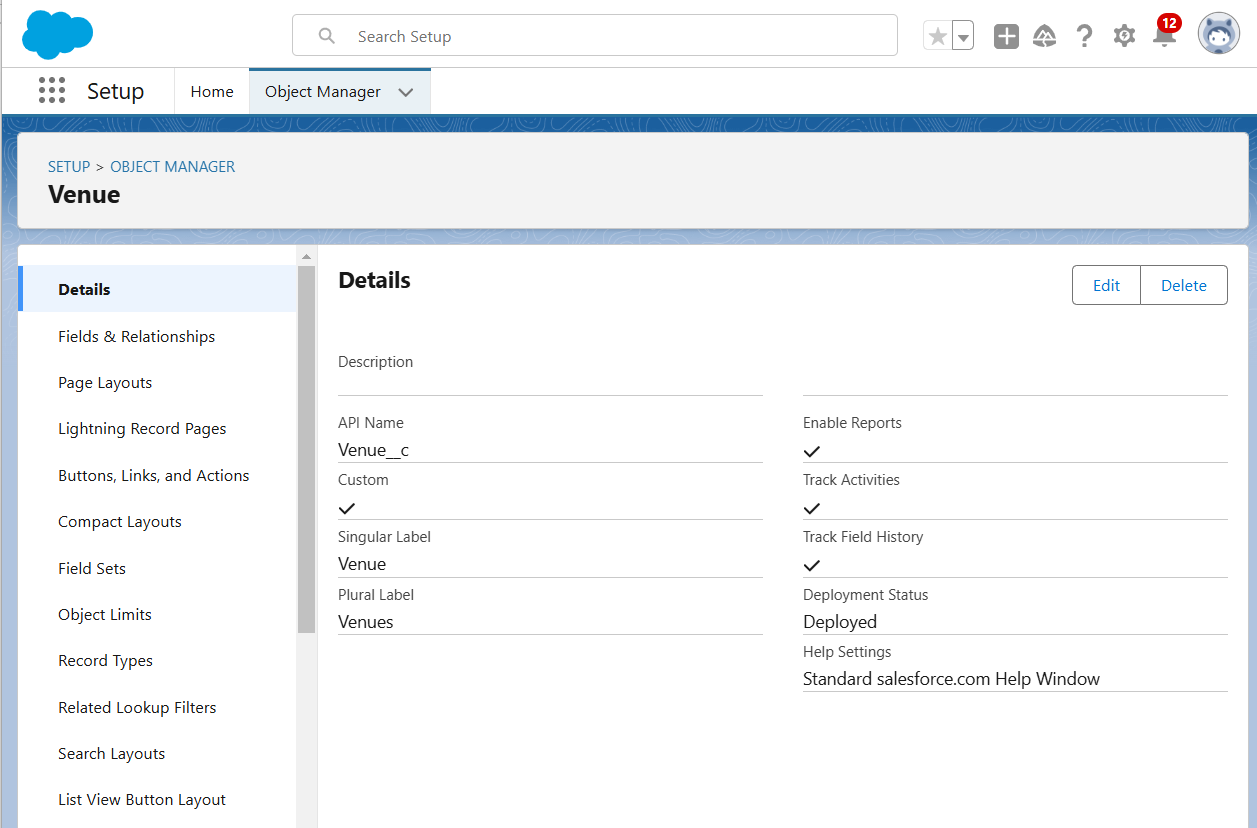 Search Setup
12
Setup
Home
Object Manager
SETUP > OBJECT MANAGER
Venue
Details
Fields & Relationships
Page Layouts
Lightning Record Pages
Buttons, Links, and Actions
Compact Layouts
Field Sets
Object Limits
Record Types
Related Lookup Filters
Search Layouts
List View Button Layout
Details
Edit
Delete
Description
API Name
Venue__c
Custom
Singular Label
Venue
Plural Label
Venues
Enable Reports
Track Activities
Track Field History
Deployment Status
Deployed
Help Settings
Standard salesforce.com Help Window